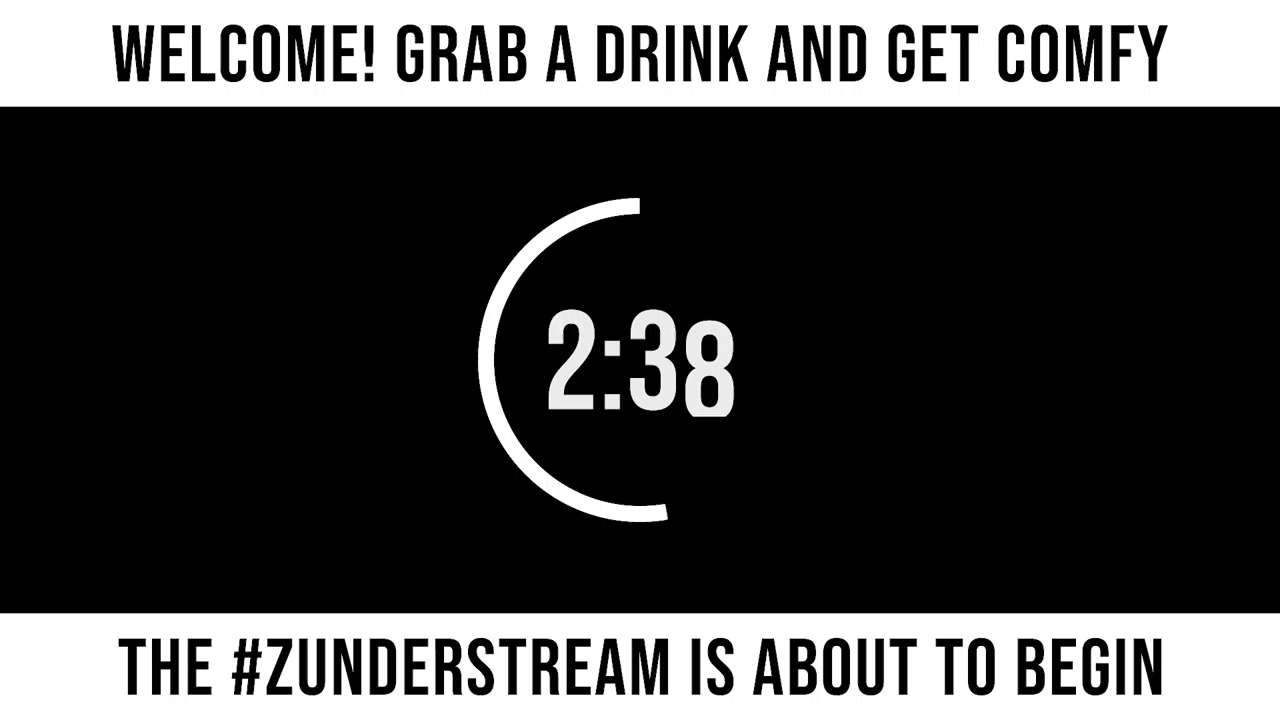 WELCOME! GRAB A DRINK AND GET COMFY
2:38
THE #ZUNDERSTREAM IS ABOUT TO BEGIN